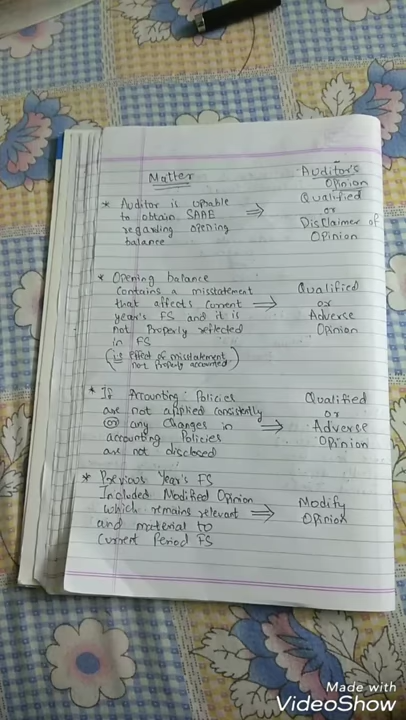 Matter
Auditor's
Opinion
* Auditor is unable
to obtain SAAE
regarding opening
balance
⇒
Qualified
or
Disclaimer of
Opinion
* Opening balance
contains a misstatement
that affects current
year's FS and it is
not Properly reflected
in FS
(is effect of misstatement
not properly accounted)
⇒
Qualified
or
Adverse
Opinion
* If Accounting Policies
are not applied consistently
or any Changes in
accounting Policies
are not disclosed
⇒
Qualified
or
Adverse
Opinion
* Previous Year's FS
Included Modified Opinion
which remains relevant
and material to
Current Period FS
⇒
Modify
Opinion
Made with
VideoShow